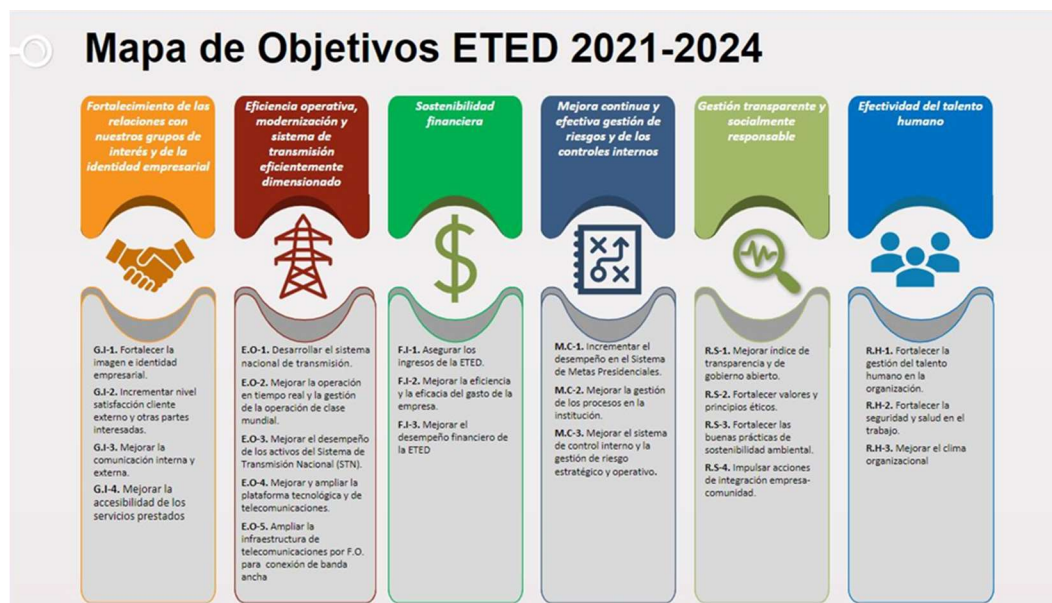 Mapa de Objetivos ETED 2021-2024
Fortalecimiento de las
relaciones con
nuestros grupos de
interés y de la
identidad empresarial
G.I-1. Fortalecer la
imagen e identidad
empresarial.
G.I-2. Incrementar nivel
satisfacción cliente
externo y otras partes
interesadas.
G.I-3. Mejorar la
comunicación interna y
externa.
G.I-4. Mejorar la
accesibilidad de los
servicios prestados
Eficiencia operativa,
modernización y
sistema de
transmisión
eficientemente
dimensionado
E.O-1. Desarrollar el sistema
nacional de transmisión.
E.O-2. Mejorar la operación
en tiempo real y la gestión
de la operación de clase
mundial.
E.O-3. Mejorar el desempeño
de los activos del Sistema de
Transmisión Nacional (STN).
E.O-4. Mejorar y ampliar la
plataforma tecnológica y de
telecomunicaciones.
E.O-5. Ampliar la
infraestructura de
telecomunicaciones por F.O.
para conexión de banda
ancha
Sostenibilidad
financiera
F.I-1. Asegurar los
ingresos de la ETED.
F.I-2. Mejorar la eficiencia
y la eficacia del gasto de la
empresa.
F.I-3. Mejorar el
desempeño financiero de
la ETED
Mejora continua y
efectiva gestión de
riesgos y de los
controles internos
M.C-1. Incrementar el
desempeño en el Sistema
de Metas Presidenciales.
M.C-2. Mejorar la gestión
de los procesos en la
institución.
M.C-3. Mejorar el sistema
de control interno y la
gestión de riesgo
estratégico y operativo.
Gestión transparente y
socialmente
responsable
R.S-1. Mejorar índice de
transparencia y de
gobierno abierto.
R.S-2. Fortalecer valores y
principios éticos.
R.S-3. Fortalecer las
buenas prácticas de
sostenibilidad ambiental.
R.S-4. Impulsar acciones
de integración empresa-
comunidad.
Efectividad del talento
humano
R.H-1. Fortalecer la
gestión del talento
humano en la
organización.
R.H-2. Fortalecer la
seguridad y salud en el
trabajo.
R.H-3. Mejorar el clima
organizacional